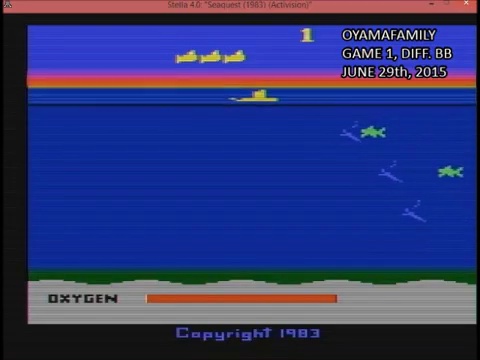 Stella 4.0: "Seaquest (1983) (Activision)"
1
OYAMAFAMILY
GAME 1, DIFF. BB
JUNE 29th, 2015
OXYGEN
Copyright 1983